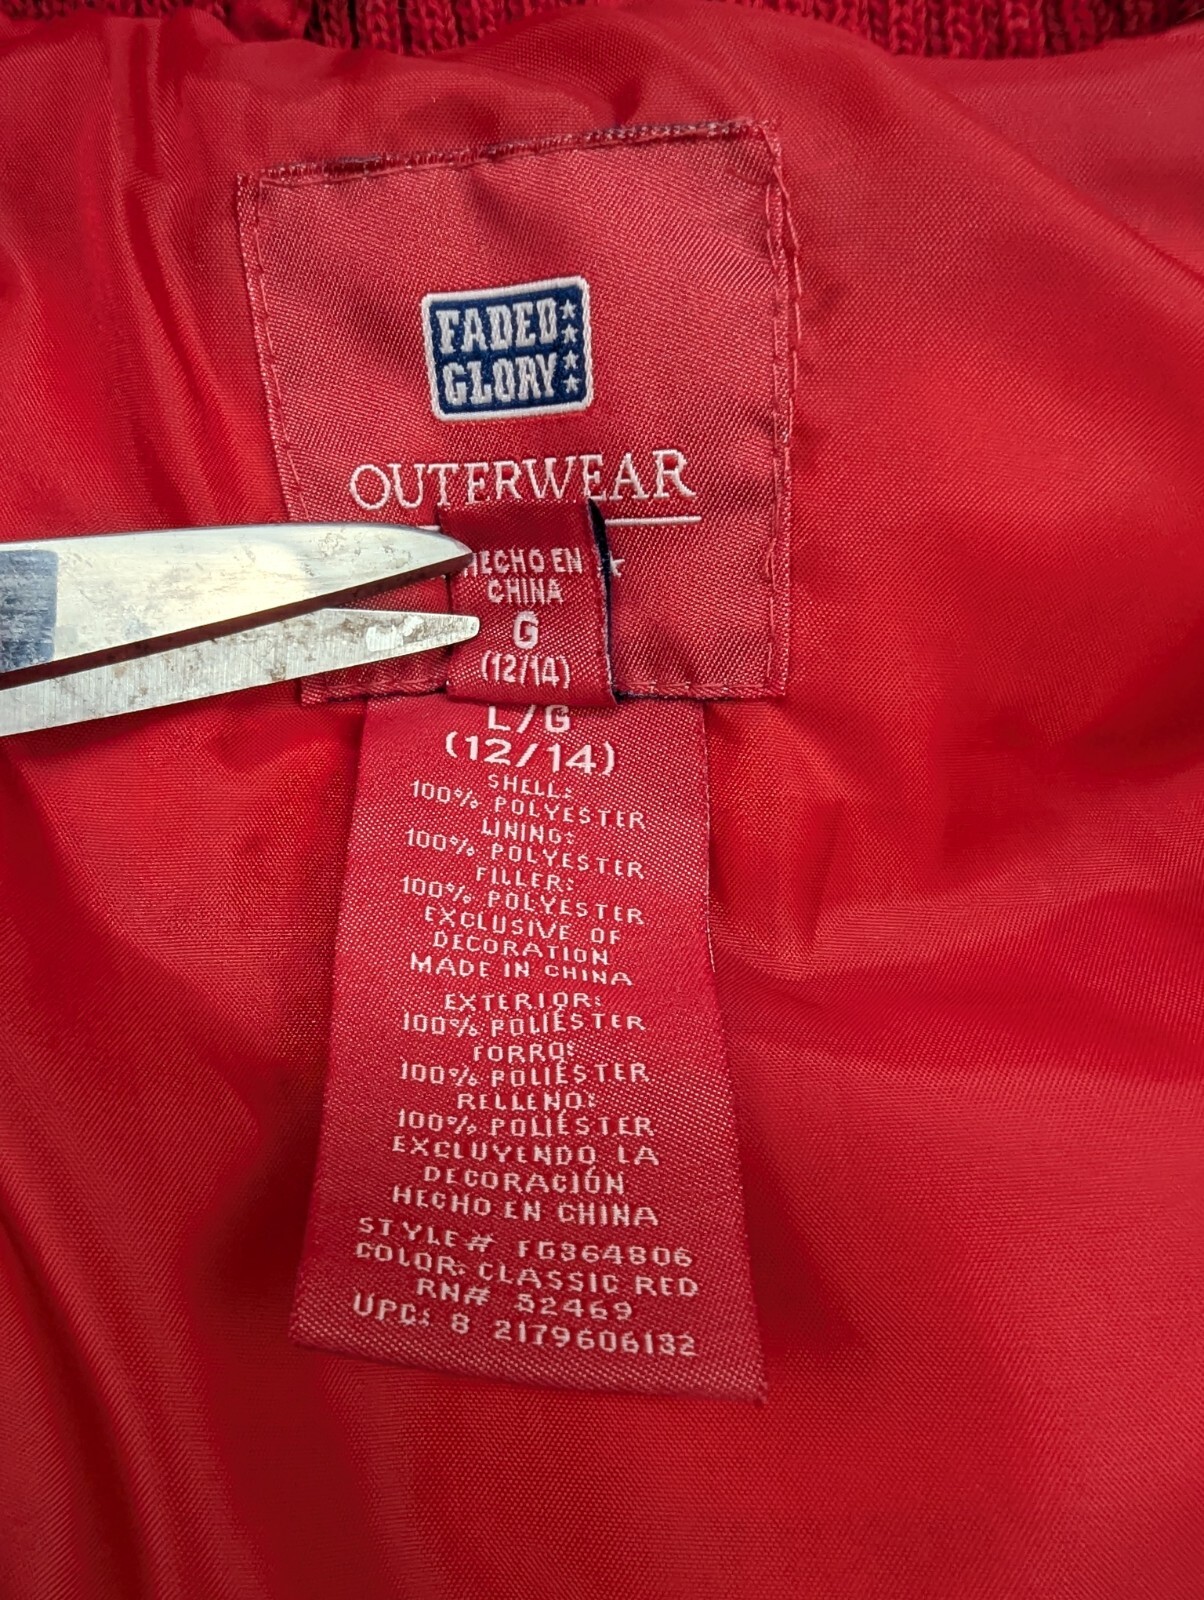 FADED
GLORY
OUTERWEAR
HECHO EN
CHINA
G
(12/14)
L/G
(12/14)
SHELL:
100% POLYESTER
LINING:
100% POLYESTER
FILLER:
100% POLYESTER
EXCLUSIVE OF
DECORATION
MADE IN CHINA
EXTERIOR:
100% POLIÉSTER
FORRO:
100% POLIÉSTER
RELLENO:
100% POLIÉSTER
EXCLUYENDO LA
DECORACIÓN
HECHO EN CHINA
STYLE# FG364806
COLOR: CLASSIC RED
RN# 52469
UPC: 8 2179606132